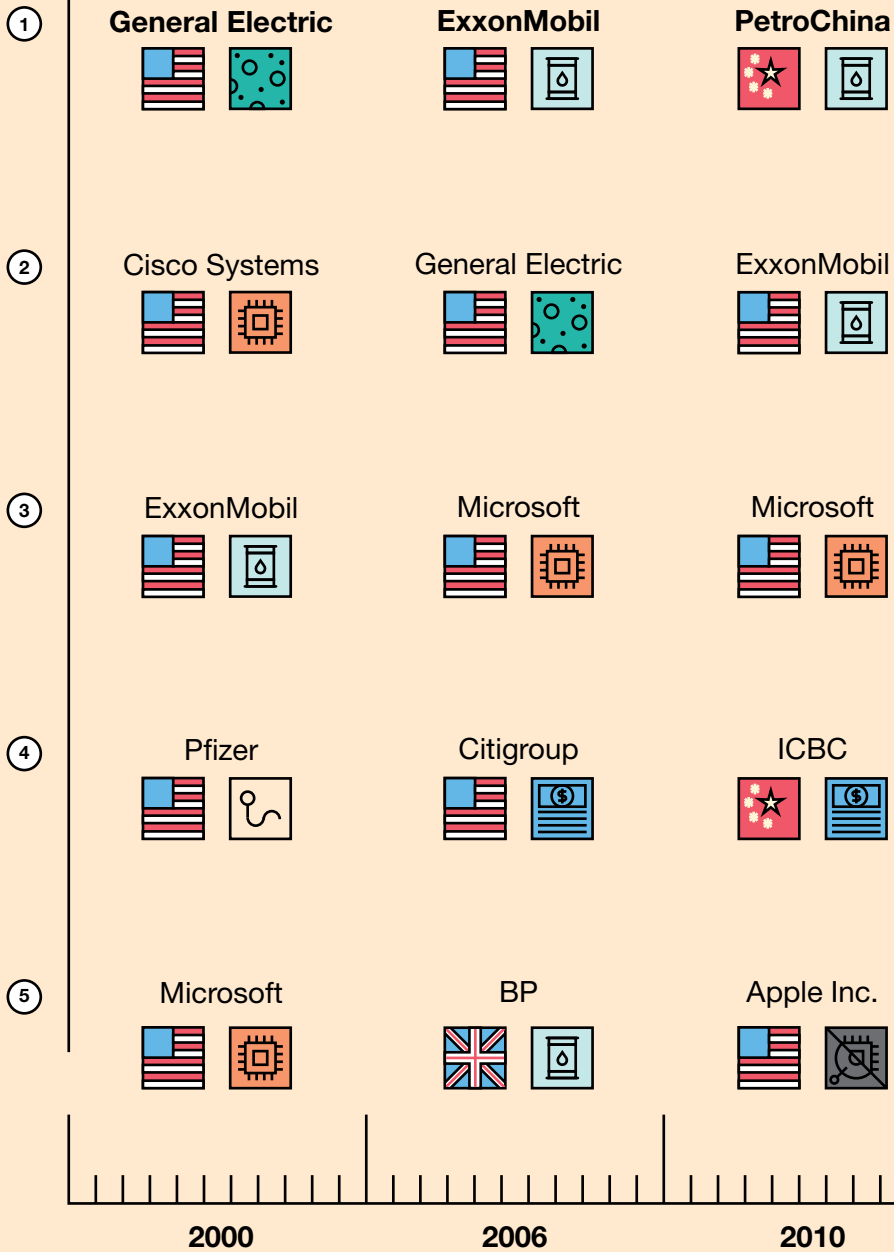 1 General Electric ExxonMobil PetroChina
2 Cisco Systems General Electric ExxonMobil
3 ExxonMobil Microsoft Microsoft
4 Pfizer Citigroup ICBC
$ $
5 Microsoft BP Apple Inc.
2000 2006 2010